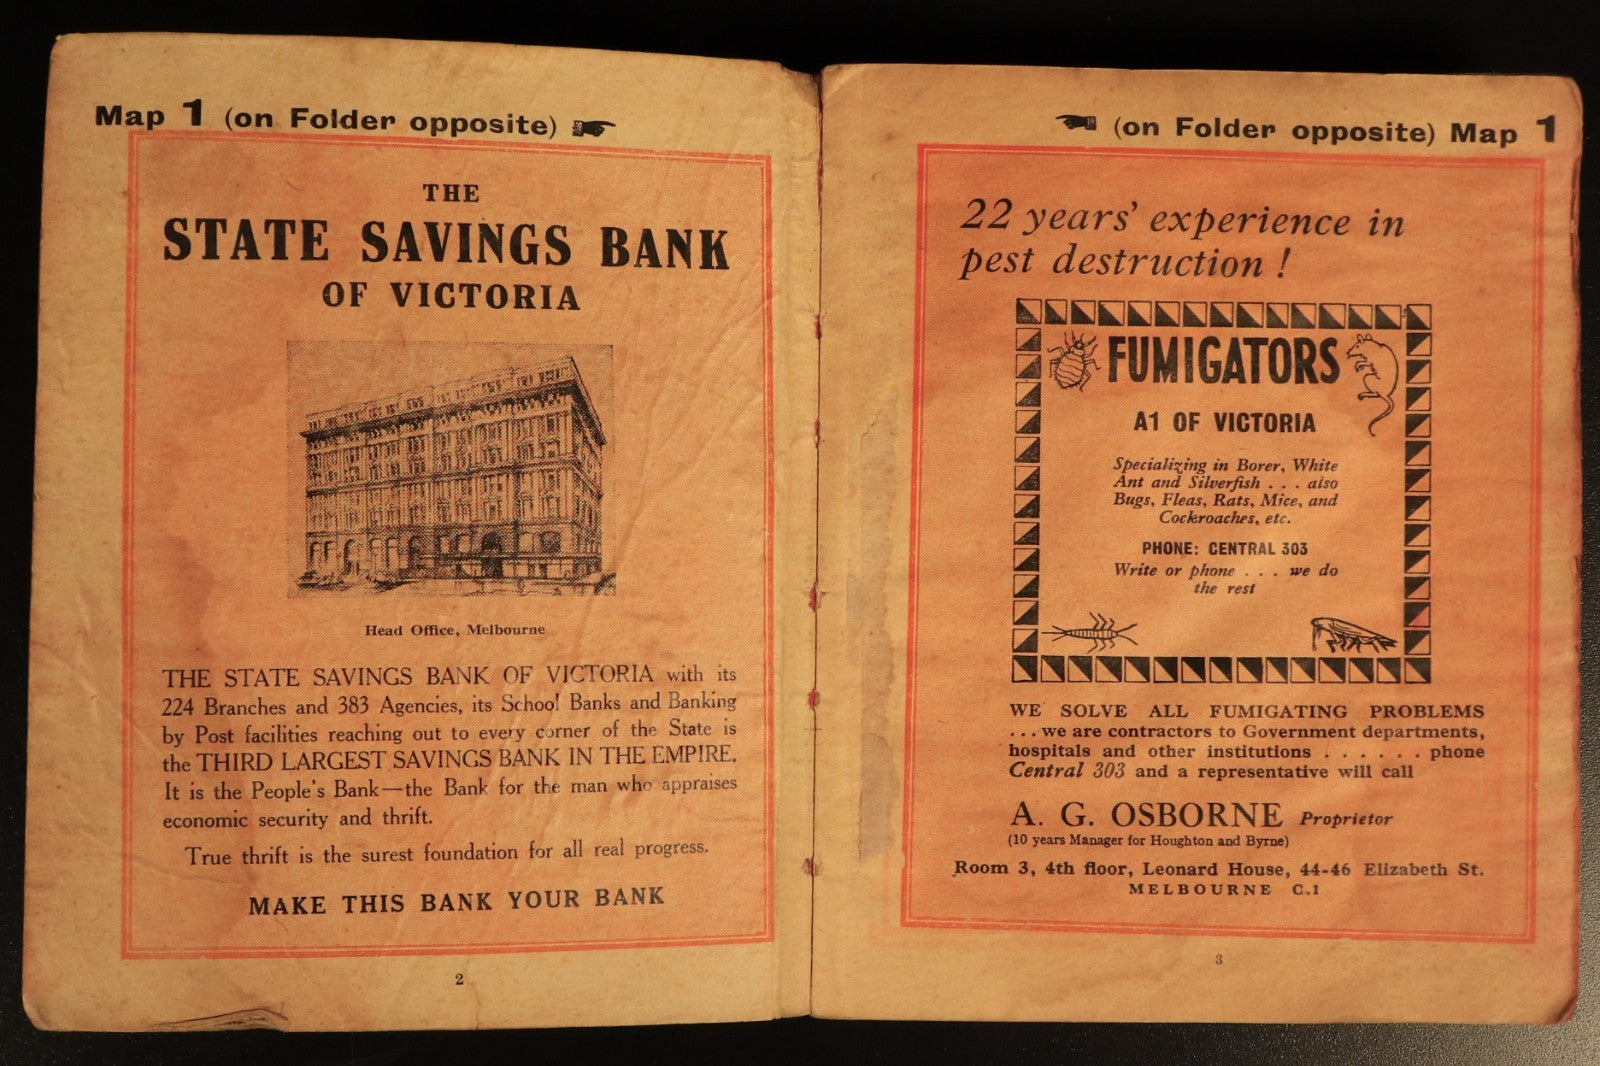 Map 1 (on Folder opposite)
THE
STATE SAVINGS BANK
OF VICTORIA
Head Office, Melbourne
THE STATE SAVINGS BANK OF VICTORIA with its
224 Branches and 383 Agencies, its School Banks and Banking
by Post facilities reaching out to every corner of the State is
the THIRD LARGEST SAVINGS BANK IN THE EMPIRE.
It is the People's Bank—the Bank for the man who appraises
economic security and thrift.
True thrift is the surest foundation for all real progress.
MAKE THIS BANK YOUR BANK
2
(on Folder opposite) Map 1
22 years' experience in
pest destruction !
FUMIGATORS
A1 OF VICTORIA
Specializing in Borer, White
Ant and Silverfish . . . also
Bugs, Fleas, Rats, Mice, and
Cockroaches, etc.
PHONE: CENTRAL 303
Write or phone . . . we do
the rest
WE SOLVE ALL FUMIGATING PROBLEMS
. . . we are contractors to Government departments,
hospitals and other institutions . . . . . . phone
Central 303 and a representative will call
A. G. OSBORNE Proprietor
(10 years Manager for Houghton and Byrne)
Room 3, 4th floor, Leonard House, 44-46 Elizabeth St.
MELBOURNE C.1
3